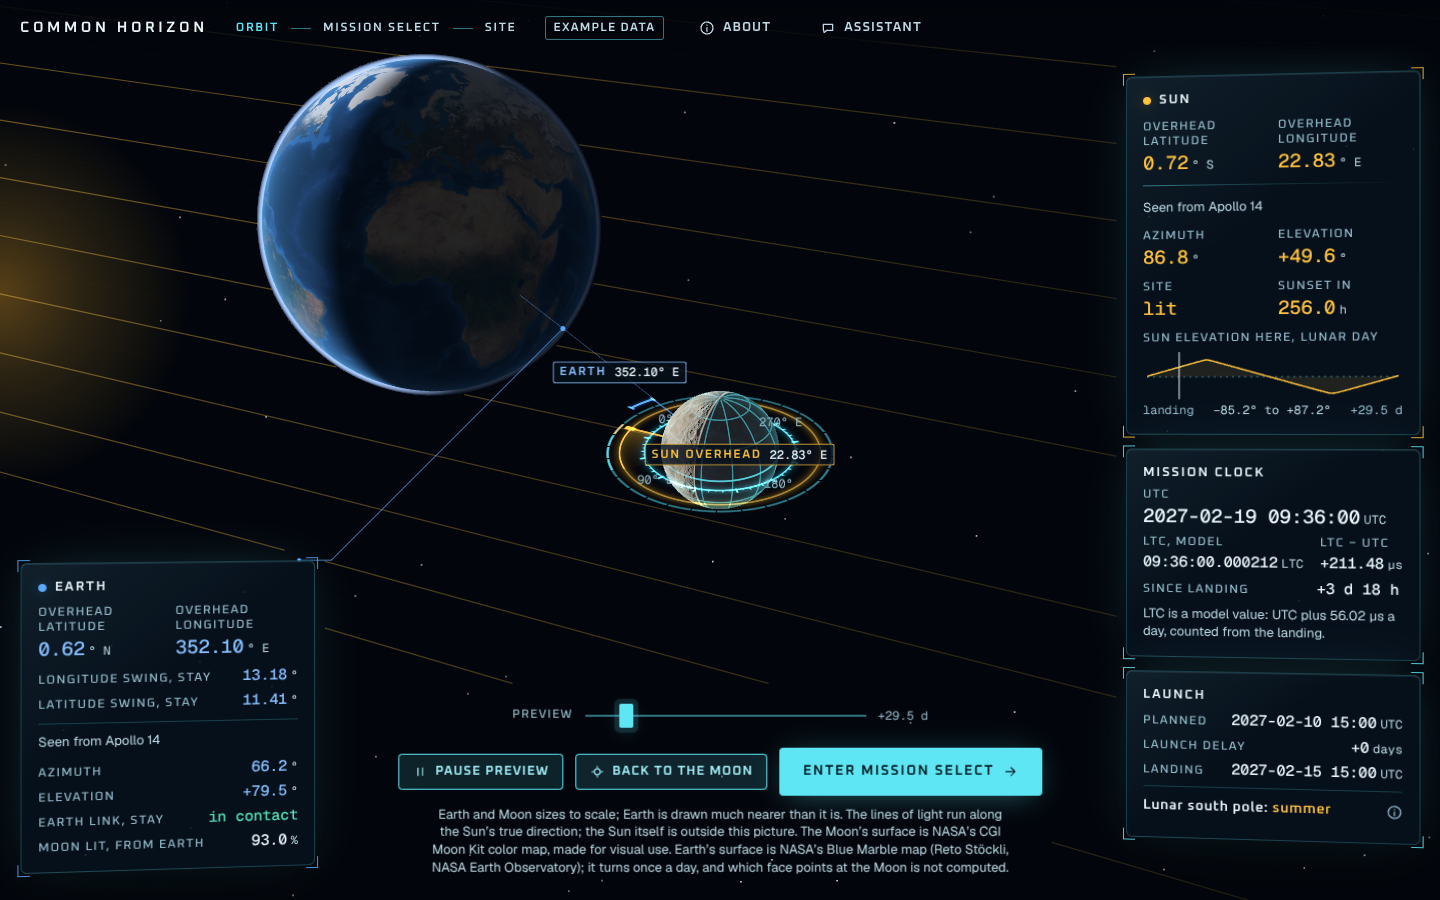 COMMON HORIZON
ORBIT — MISSION SELECT — SITE
EXAMPLE DATA
ABOUT
ASSISTANT
SUN
OVERHEAD LATITUDE
0.72° S
OVERHEAD LONGITUDE
22.83° E
Seen from Apollo 14
AZIMUTH
86.8°
ELEVATION
+49.6°
SITE
lit
SUNSET IN
256.0 h
SUN ELEVATION HERE, LUNAR DAY
landing −85.2° to +87.2° +29.5 d
EARTH 352.10° E
270° E
SUN OVERHEAD 22.83° E
90°
180°
MISSION CLOCK
UTC
2027-02-19 09:36:00 UTC
LTC, MODEL
09:36:00.000212 LTC
LTC − UTC
+211.48 µs
SINCE LANDING +3 d 18 h
LTC is a model value: UTC plus 56.02 µs a
day, counted from the landing.
EARTH
OVERHEAD LATITUDE
0.62° N
OVERHEAD LONGITUDE
352.10° E
LONGITUDE SWING, STAY 13.18°
LATITUDE SWING, STAY 11.41°
Seen from Apollo 14
AZIMUTH 66.2°
ELEVATION +79.5°
EARTH LINK, STAY in contact
MOON LIT, FROM EARTH 93.0 %
LAUNCH
PLANNED 2027-02-10 15:00 UTC
LAUNCH DELAY +0 days
LANDING 2027-02-15 15:00 UTC
Lunar south pole: summer
PREVIEW +29.5 d
PAUSE PREVIEW
BACK TO THE MOON
ENTER MISSION SELECT →
Earth and Moon sizes to scale; Earth is drawn much nearer than it is. The lines of light run along
the Sun's true direction; the Sun itself is outside this picture. The Moon's surface is NASA's CGI
Moon Kit color map, made for visual use. Earth's surface is NASA's Blue Marble map (Reto Stöckli,
NASA Earth Observatory); it turns once a day, and which face points at the Moon is not computed.